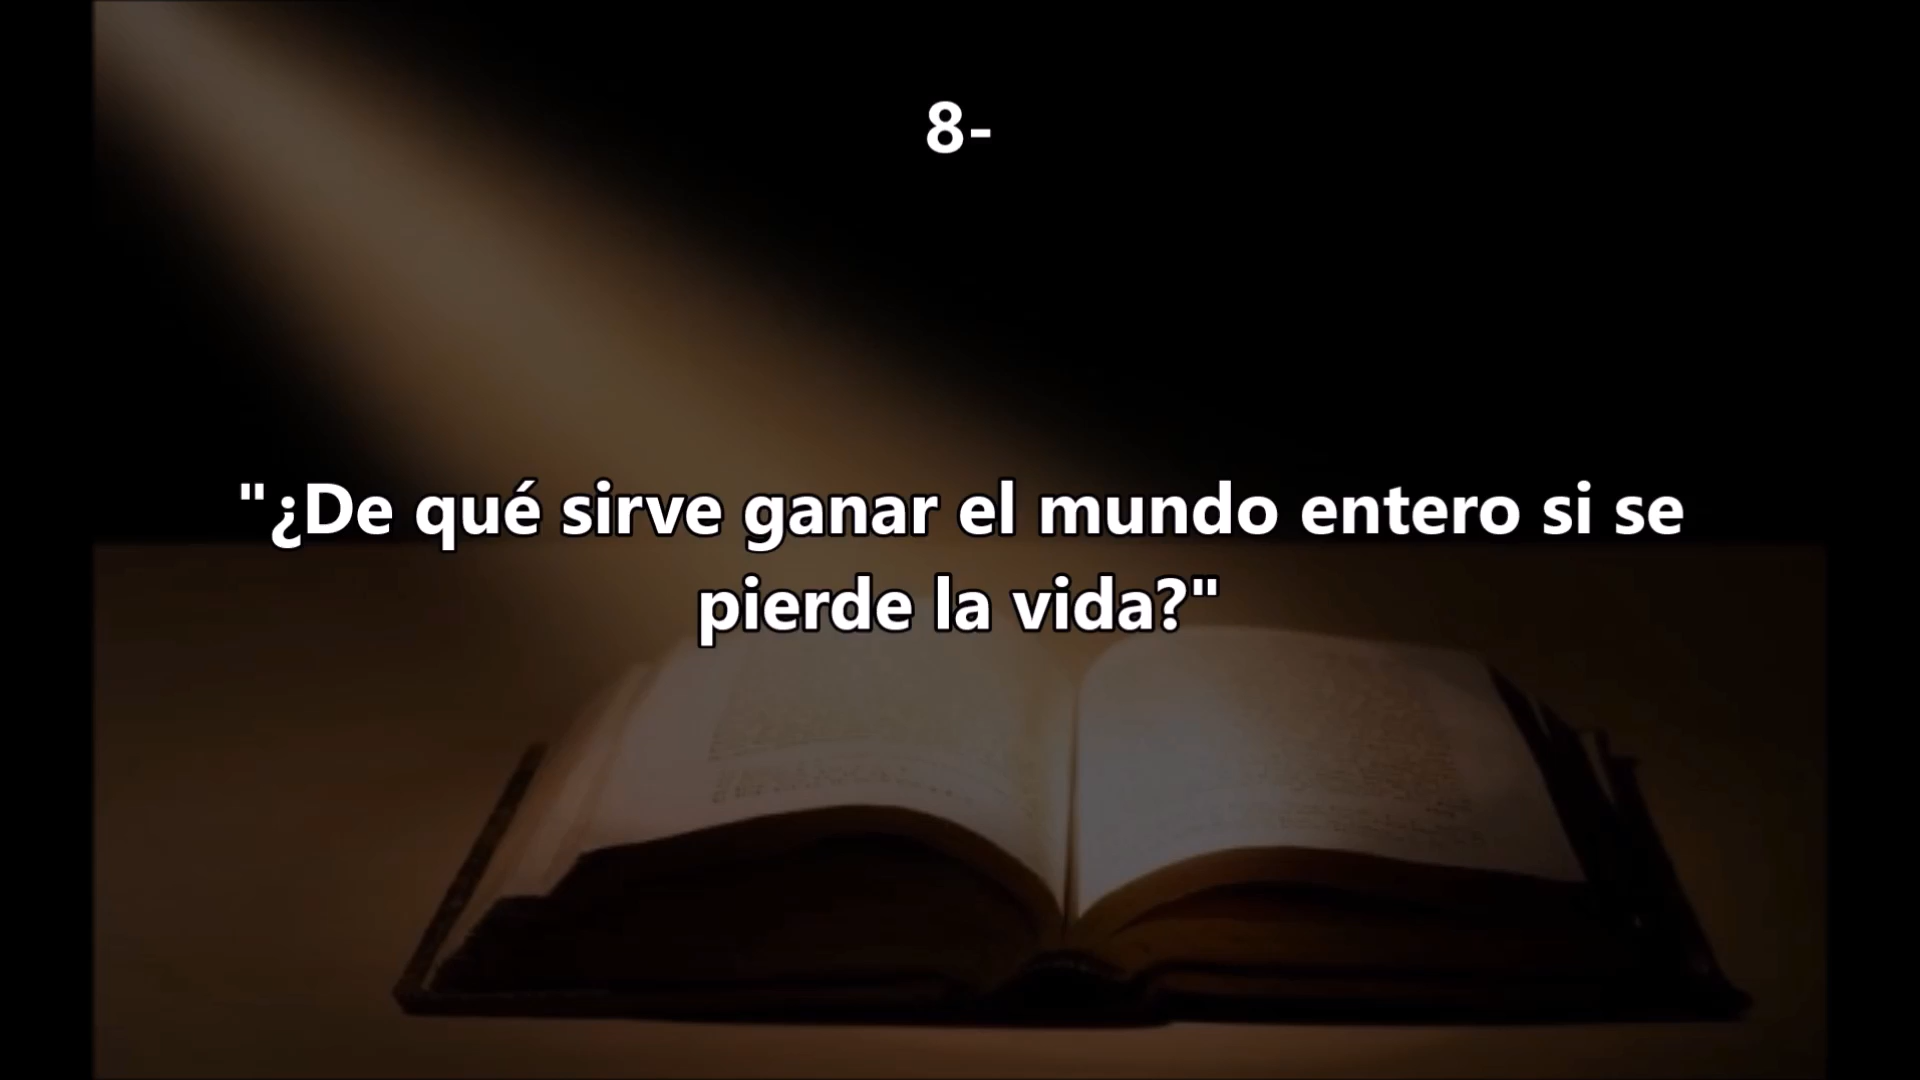 8-
"¿De qué sirve ganar el mundo entero si se
pierde la vida?"